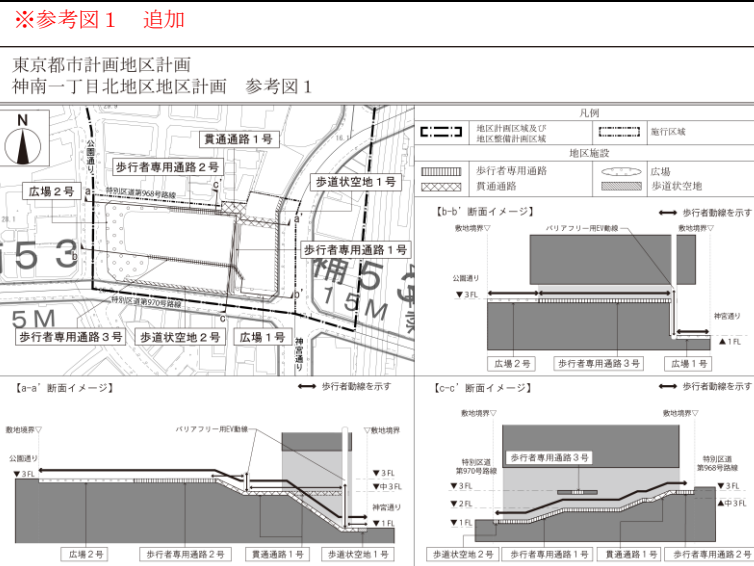 ※参考図１　追加
東京都市計画地区計画
神南一丁目北地区地区計画　参考図１
N
公園通り
貫通通路１号
歩行者専用通路２号
広場２号
特別区道第968号路線
歩道状空地１号
16.1
a
a'
b
b'
c'
c
歩行者専用通路１号
53
補5
15M
5M
特別区道第970号路線
歩行者専用通路３号
歩道状空地２号
広場１号
神宮通り
凡例
地区計画区域及び
地区整備計画区域
施行区域
地区施設
歩行者専用通路
広場
貫通通路
歩道状空地
【b-b’断面イメージ】
歩行者動線を示す
敷地境界▽
バリアフリー用EV動線
敷地境界▽
公園通り
▼3FL
神宮通り
▲1FL
広場２号
歩行者専用通路３号
広場１号
【a-a’断面イメージ】
歩行者動線を示す
敷地境界▽
バリアフリー用EV動線
▽敷地境界
公園通り
▼3FL
▼3FL
▼中3FL
神宮通り
▼1FL
広場２号
歩行者専用通路２号
貫通通路１号
歩道状空地１号
【c-c’断面イメージ】
歩行者動線を示す
敷地境界▽
敷地境界▽
特別区道
第970号路線
歩行者専用通路３号
特別区道
第968号路線
▼3FL
▼2FL
▼1FL
▼3FL
▲中3FL
歩道状空地２号
歩行者専用通路１号
貫通通路１号
歩行者専用通路２号